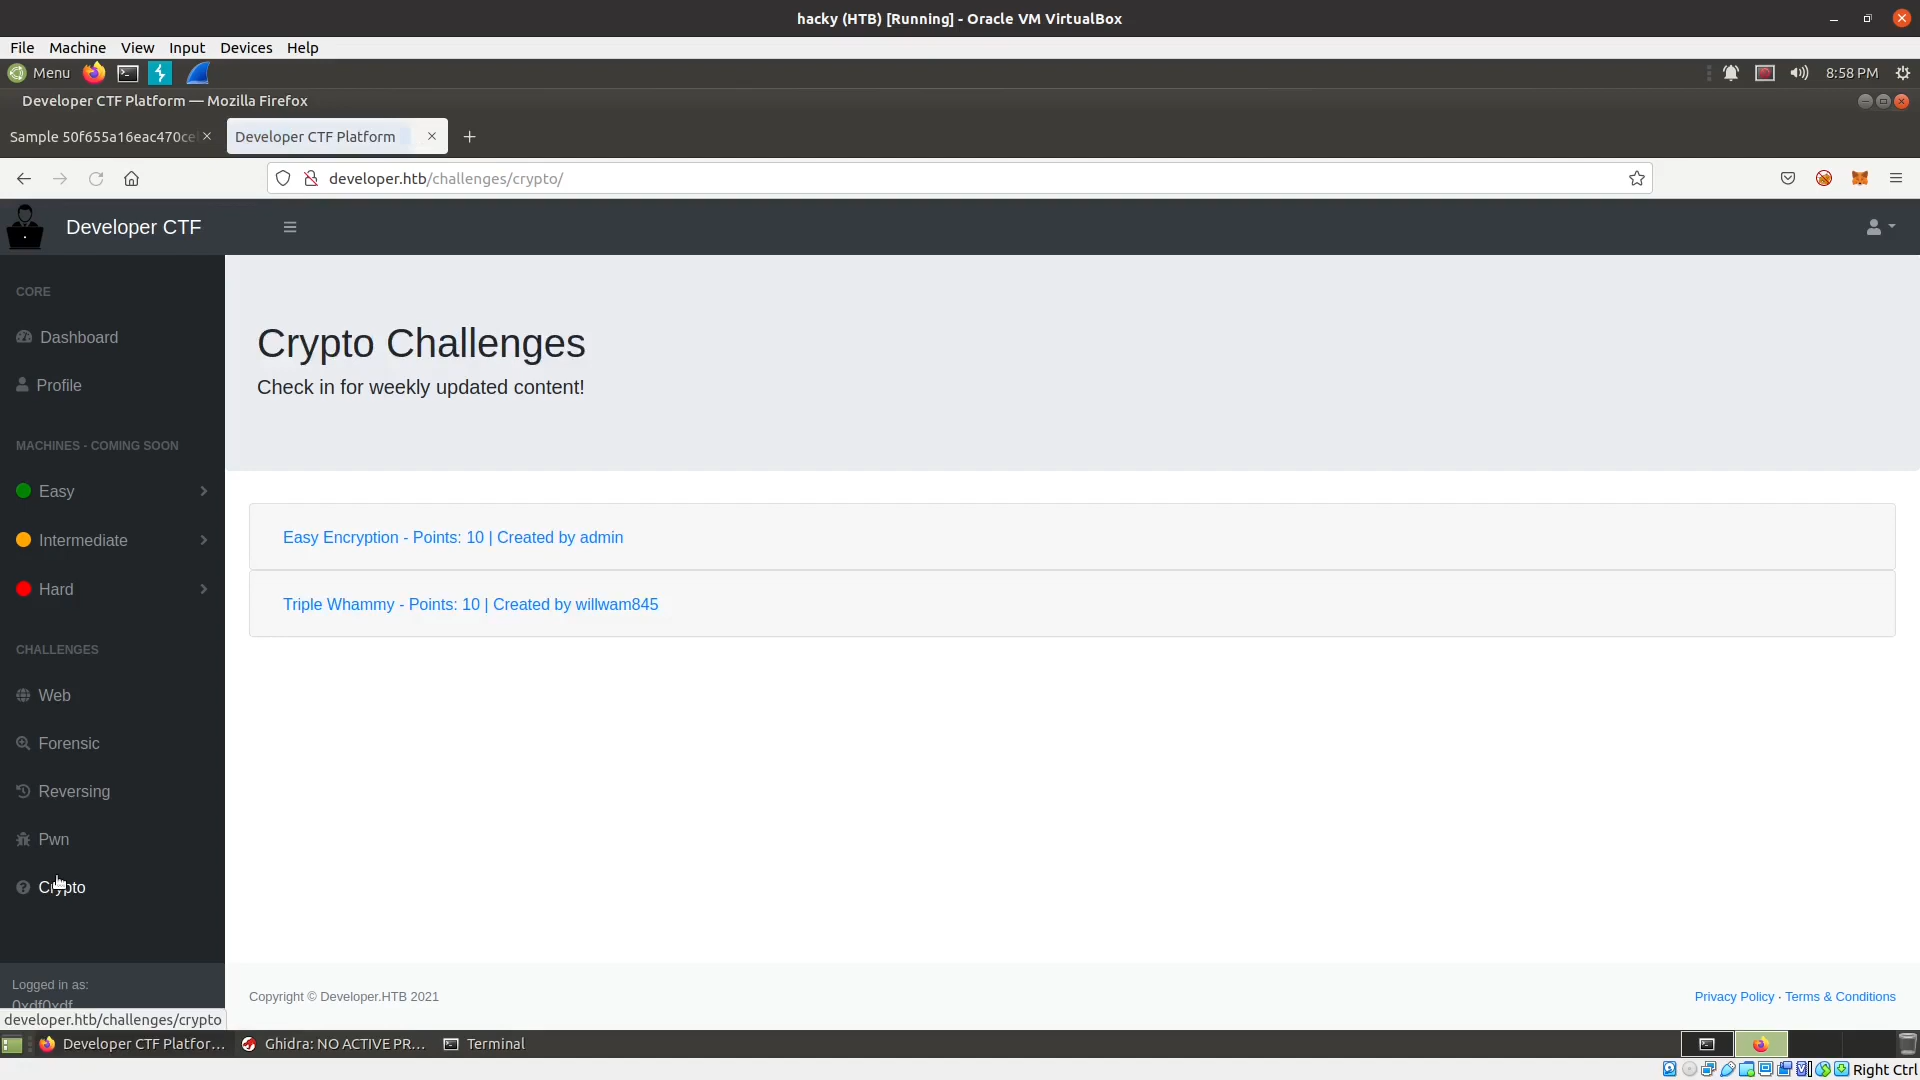 hacky (HTB) [Running] - Oracle VM VirtualBox
File Machine View Input Devices Help
Menu 8:58 PM
Developer CTF Platform — Mozilla Firefox
Sample 50f655a16eac470ce Developer CTF Platform
developer.htb/challenges/crypto/
Developer CTF
CORE
Dashboard
Profile
MACHINES - COMING SOON
Easy
Intermediate
Hard
CHALLENGES
Web
Forensic
Reversing
Pwn
Crypto
Logged in as:
0xdf0xdf
developer.htb/challenges/crypto
Crypto Challenges
Check in for weekly updated content!
Easy Encryption - Points: 10 | Created by admin
Triple Whammy - Points: 10 | Created by willwam845
Copyright © Developer.HTB 2021
Privacy Policy · Terms & Conditions
Developer CTF Platfor... Ghidra: NO ACTIVE PR... Terminal
Right Ctrl